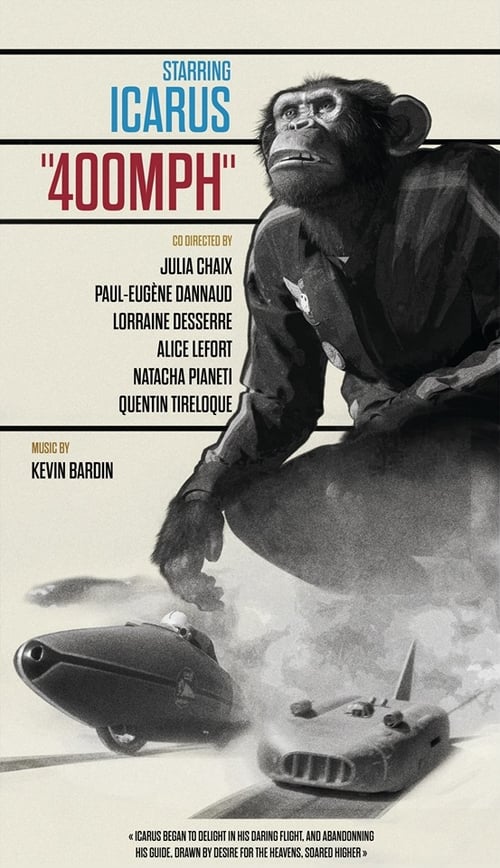 STARRING
ICARUS
"400MPH"
CO DIRECTED BY
JULIA CHAIX
PAUL-EUGÈNE DANNAUD
LORRAINE DESSERRE
ALICE LEFORT
NATACHA PIANETI
QUENTIN TIRELOQUE
MUSIC BY
KEVIN BARDIN
« ICARUS BEGAN TO DELIGHT IN HIS DARING FLIGHT, AND ABANDONNING
HIS GUIDE, DRAWN BY DESIRE FOR THE HEAVENS, SOARED HIGHER »